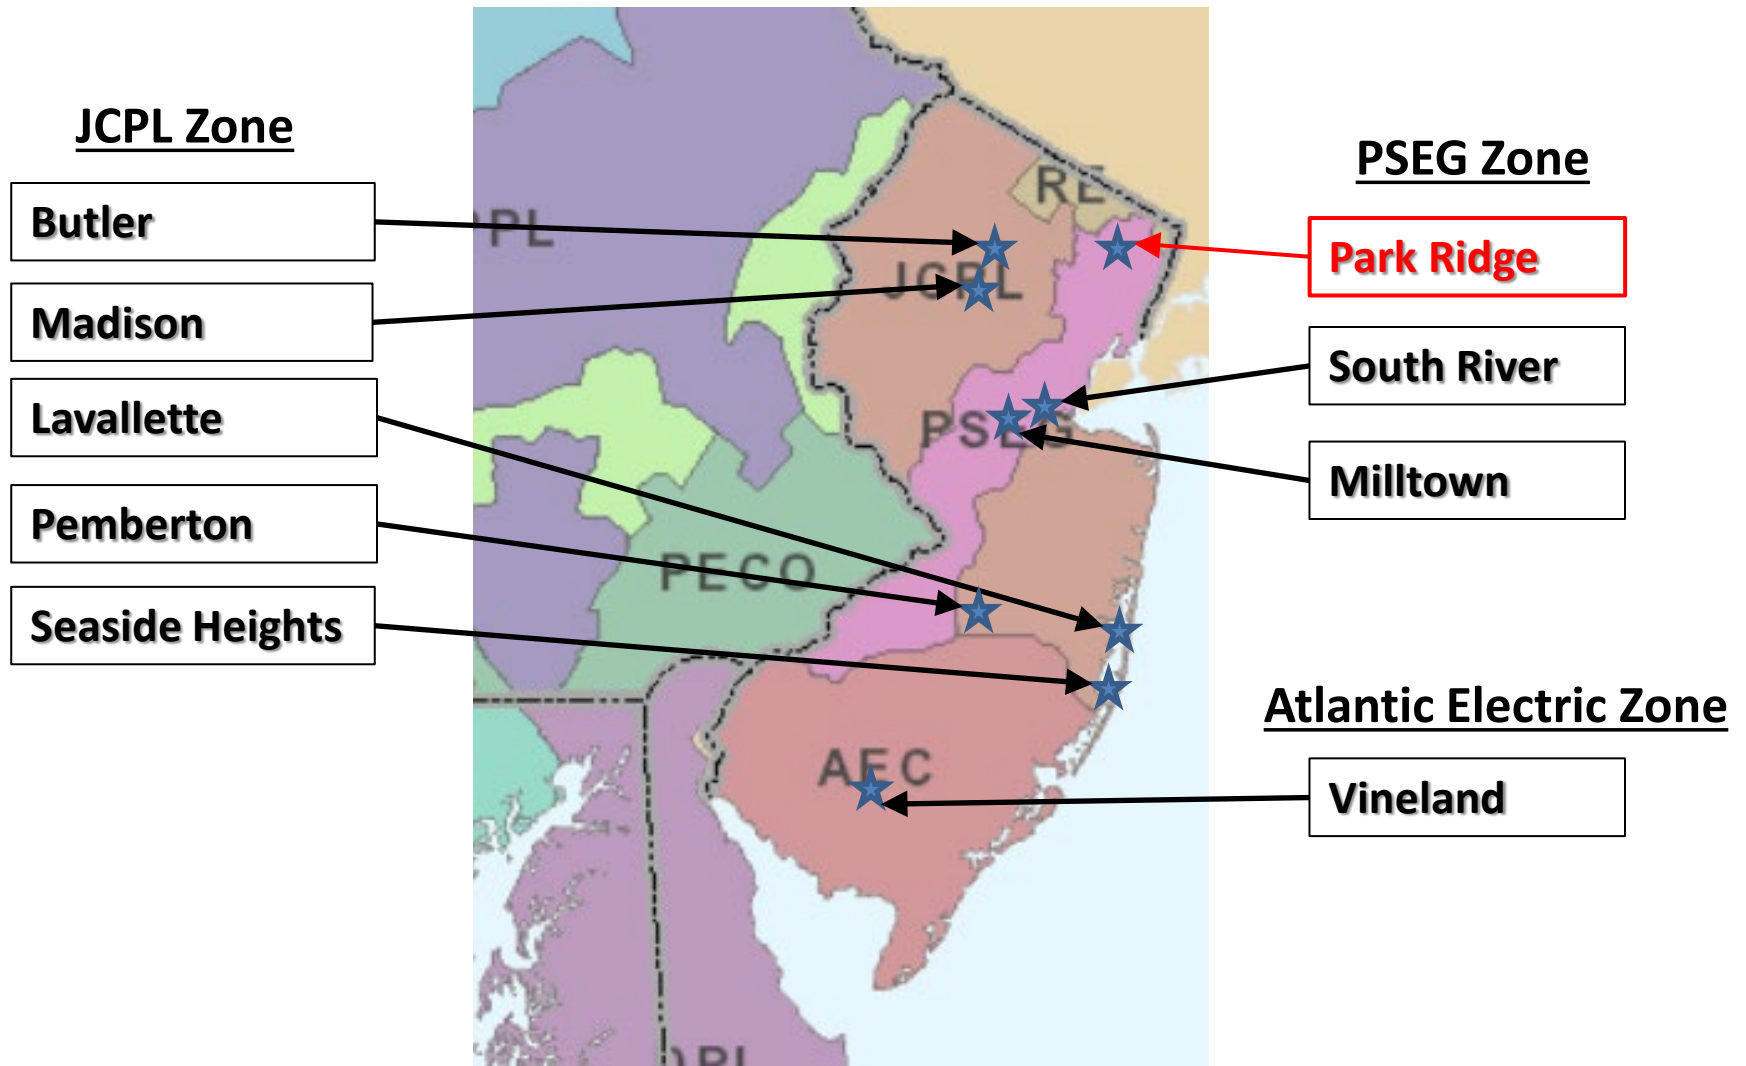 JCPL Zone
Butler
Madison
Lavallette
Pemberton
Seaside Heights
PL
RE
JCPL
PSEG
PECO
AEC
DPL
PSEG Zone
Park Ridge
South River
Milltown
Atlantic Electric Zone
Vineland